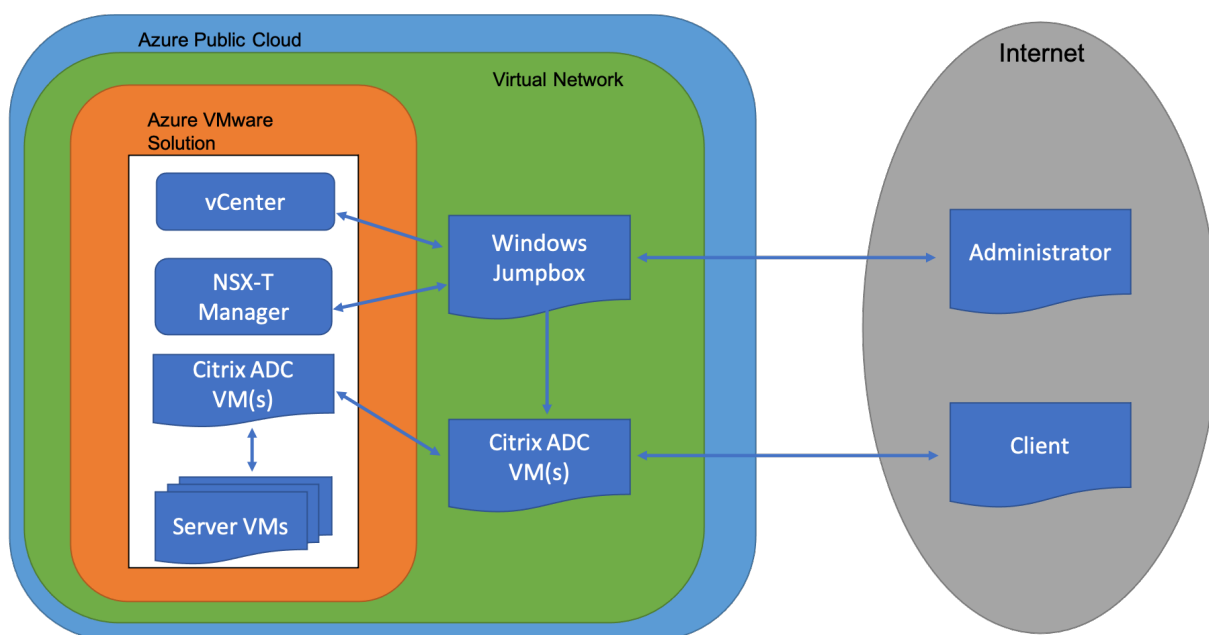 Azure Public Cloud
Virtual Network
Azure VMware
Solution
vCenter
NSX-T
Manager
Citrix ADC
VM(s)
Server VMs
Windows
Jumpbox
Citrix ADC
VM(s)
Internet
Administrator
Client